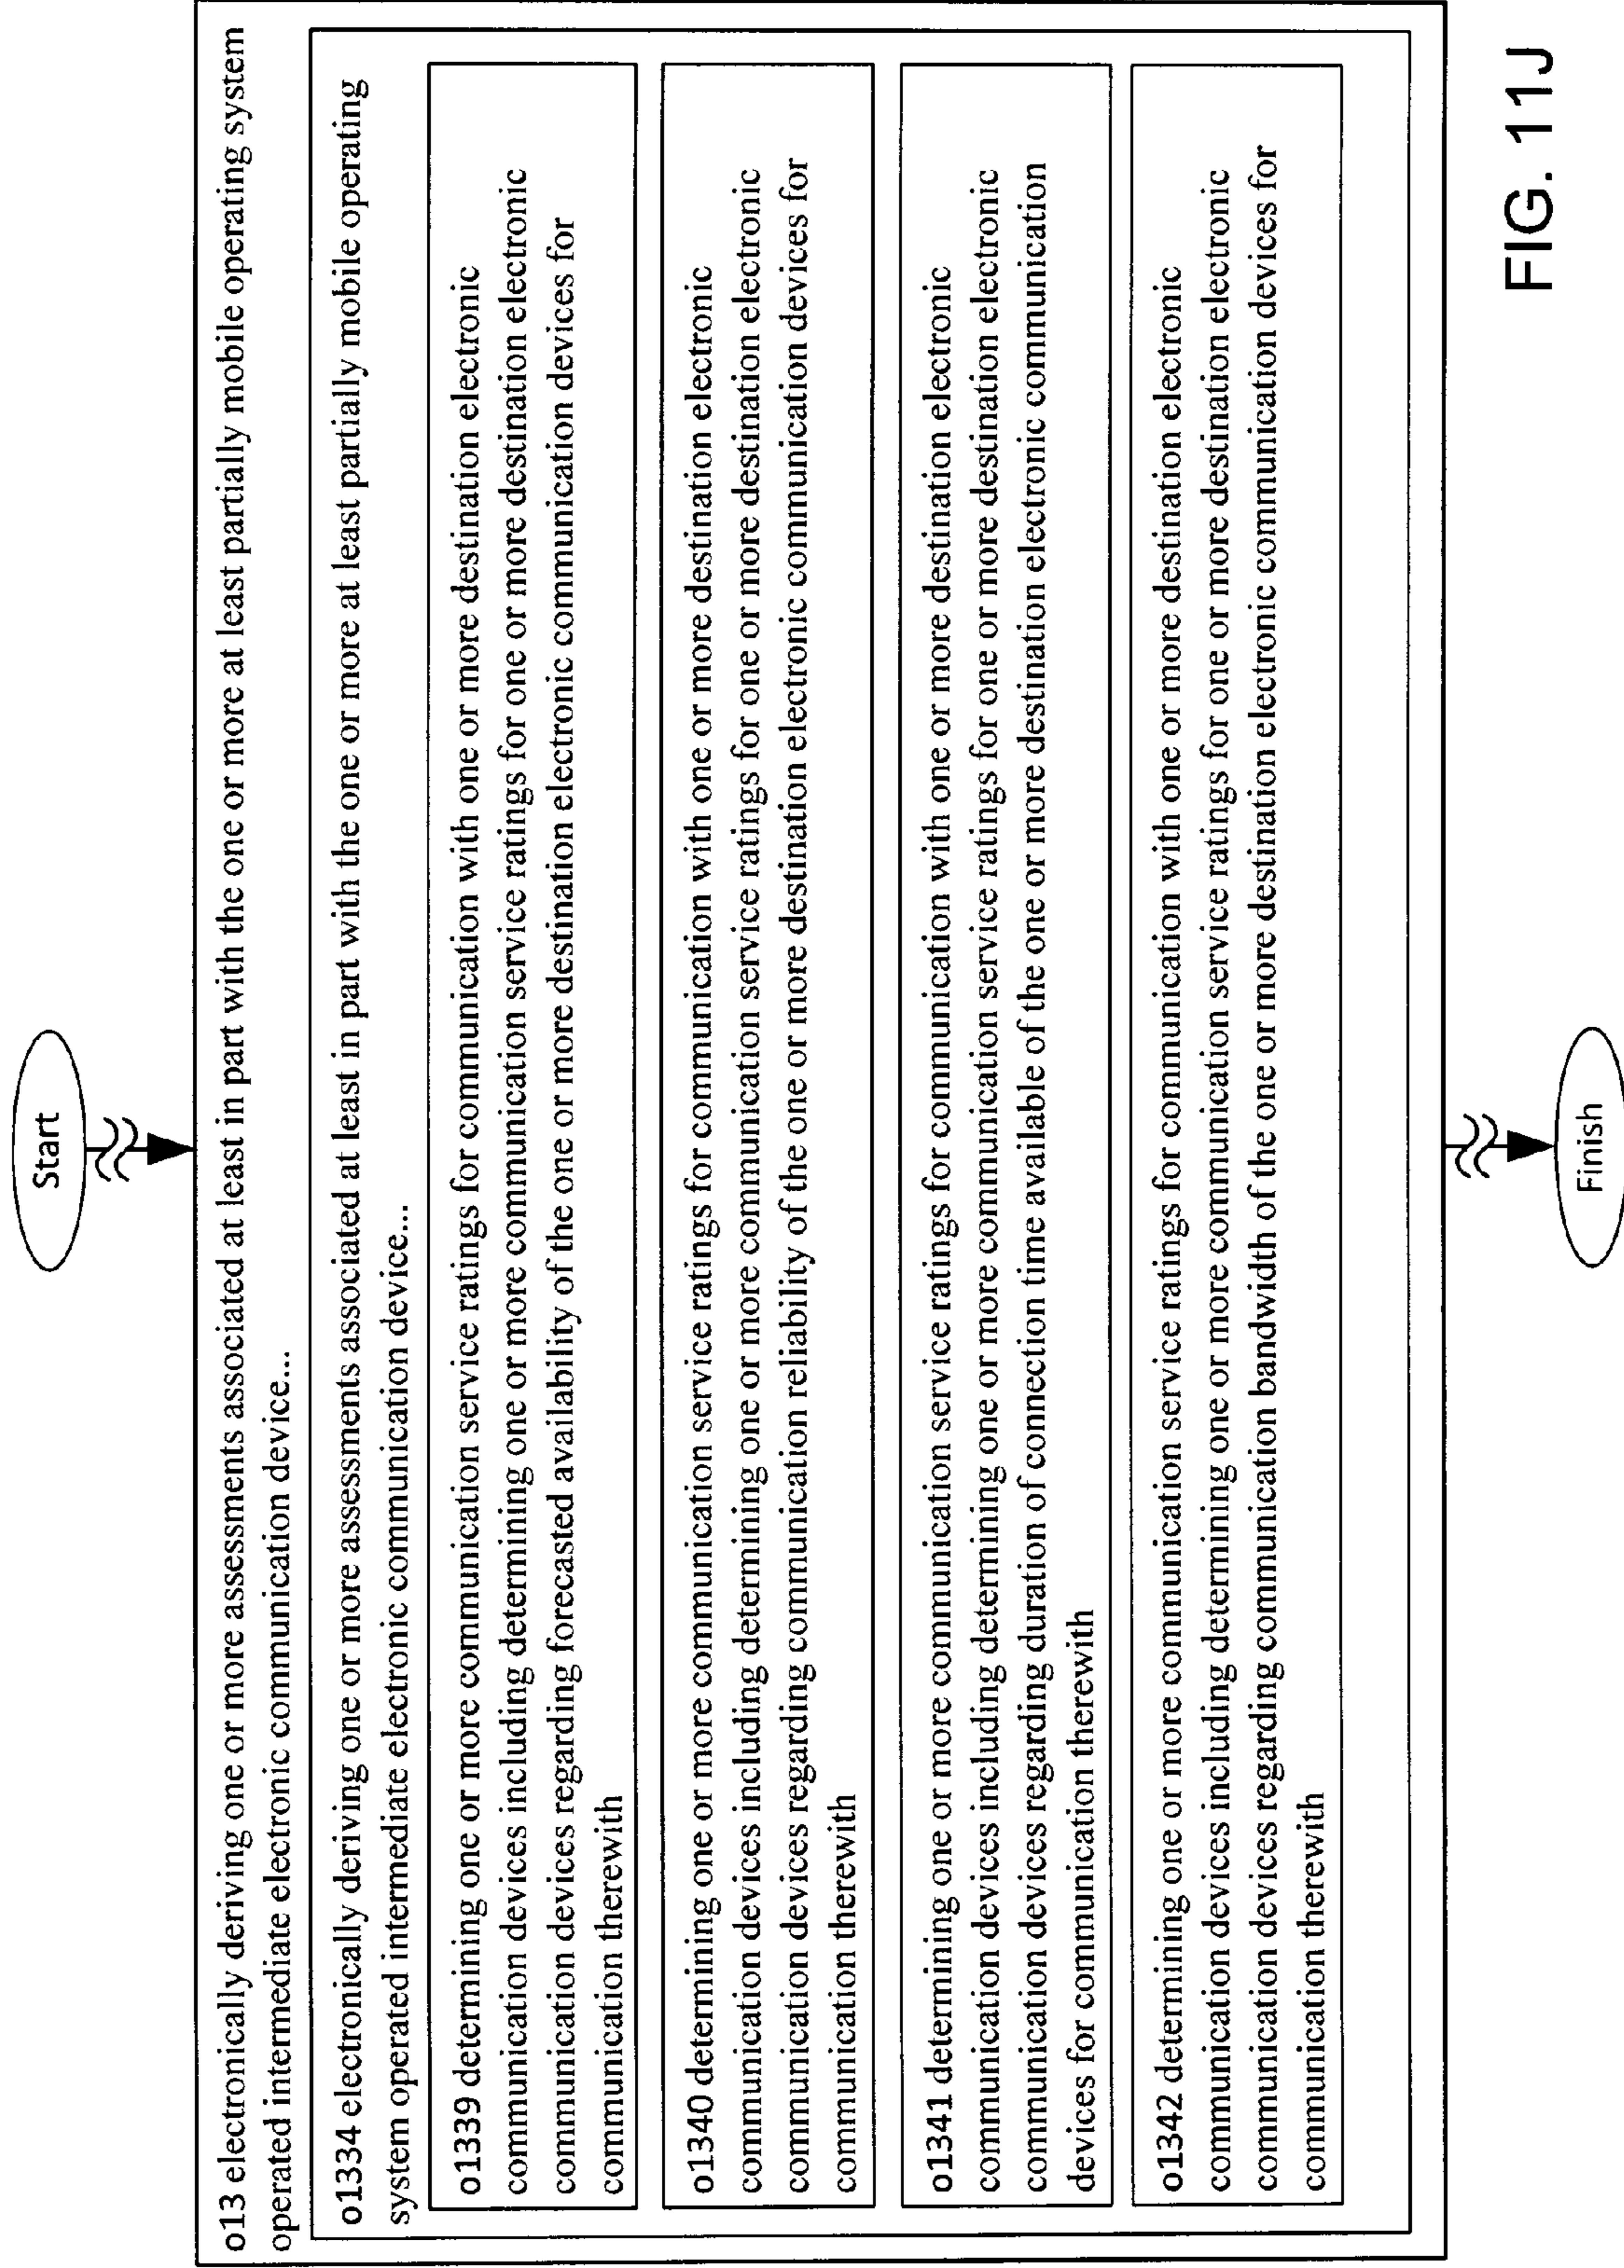 Start
o13 electronically deriving one or more assessments associated at least in part with the one or more at least partially mobile operating system
operated intermediate electronic communication device...
o1334 electronically deriving one or more assessments associated at least in part with the one or more at least partially mobile operating
system operated intermediate electronic communication device...
o1339 determining one or more communication service ratings for communication with one or more destination electronic
communication devices including determining one or more communication service ratings for one or more destination electronic
communication devices regarding forecasted availability of the one or more destination electronic communication devices for
communication therewith
o1340 determining one or more communication service ratings for communication with one or more destination electronic
communication devices including determining one or more communication service ratings for one or more destination electronic
communication devices regarding communication reliability of the one or more destination electronic communication devices for
communication therewith
o1341 determining one or more communication service ratings for communication with one or more destination electronic
communication devices including determining one or more communication service ratings for one or more destination electronic
communication devices regarding duration of connection time available of the one or more destination electronic communication
devices for communication therewith
o1342 determining one or more communication service ratings for communication with one or more destination electronic
communication devices including determining one or more communication service ratings for one or more destination electronic
communication devices regarding communication bandwidth of the one or more destination electronic communication devices for
communication therewith
Finish
FIG. 11J